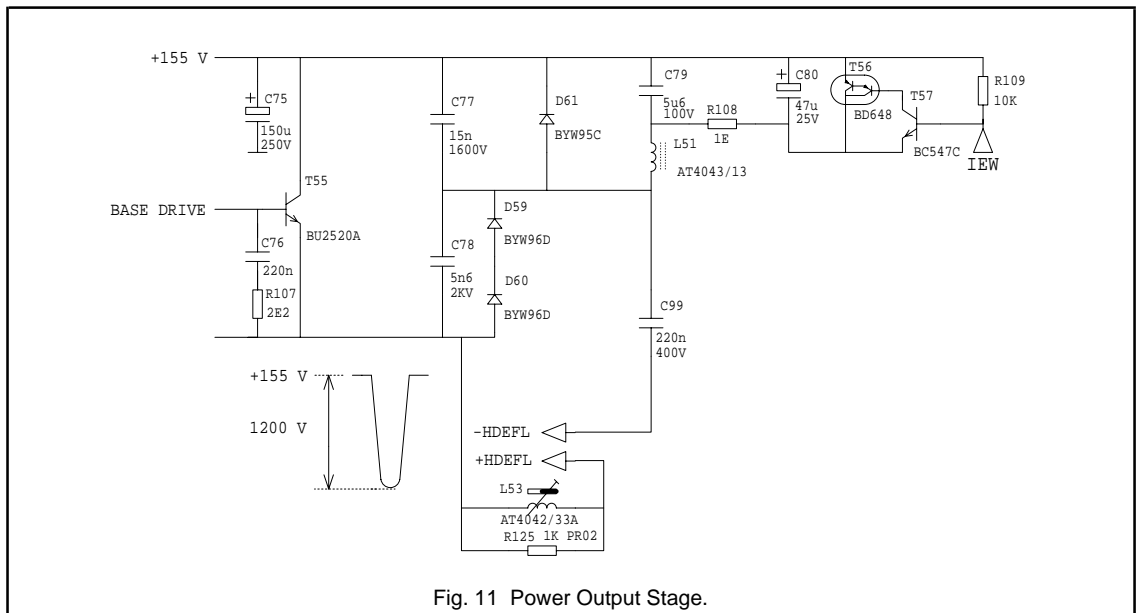 +155 V
+
C75
150u
250V
T55
BASE DRIVE
BU2520A
C76
220n
R107
2E2
C77
15n
1600V
D61
BYW95C
C79
5u6
100V
R108
1E
L51
AT4043/13
+
C80
47u
25V
T56
BD648
T57
BC547C
R109
10K
IEW
D59
BYW96D
C78
5n6
2KV
D60
BYW96D
C99
220n
400V
+155 V
1200 V
-HDEFL
+HDEFL
L53
AT4042/33A
R125 1K PR02
Fig. 11 Power Output Stage.